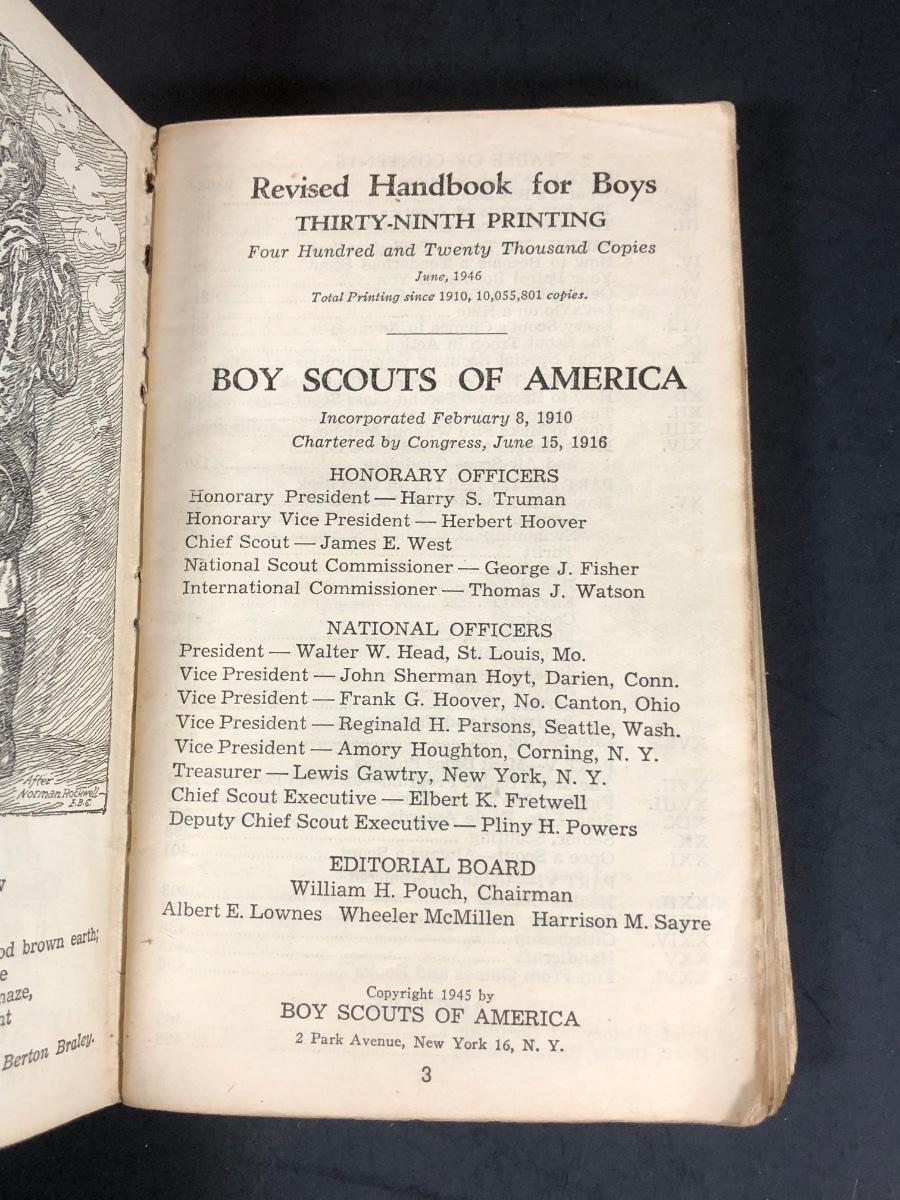 After
Norman Rockwell
E.B.C.
od brown earth;
Berton Braley.
Revised Handbook for Boys
THIRTY-NINTH PRINTING
Four Hundred and Twenty Thousand Copies
June, 1946
Total Printing since 1910, 10,055,801 copies.
BOY SCOUTS OF AMERICA
Incorporated February 8, 1910
Chartered by Congress, June 15, 1916
HONORARY OFFICERS
Honorary President — Harry S. Truman
Honorary Vice President — Herbert Hoover
Chief Scout — James E. West
National Scout Commissioner — George J. Fisher
International Commissioner — Thomas J. Watson
NATIONAL OFFICERS
President — Walter W. Head, St. Louis, Mo.
Vice President — John Sherman Hoyt, Darien, Conn.
Vice President — Frank G. Hoover, No. Canton, Ohio
Vice President — Reginald H. Parsons, Seattle, Wash.
Vice President — Amory Houghton, Corning, N. Y.
Treasurer — Lewis Gawtry, New York, N. Y.
Chief Scout Executive — Elbert K. Fretwell
Deputy Chief Scout Executive — Pliny H. Powers
EDITORIAL BOARD
William H. Pouch, Chairman
Albert E. Lownes Wheeler McMillen Harrison M. Sayre
Copyright 1945 by
BOY SCOUTS OF AMERICA
2 Park Avenue, New York 16, N. Y.
3